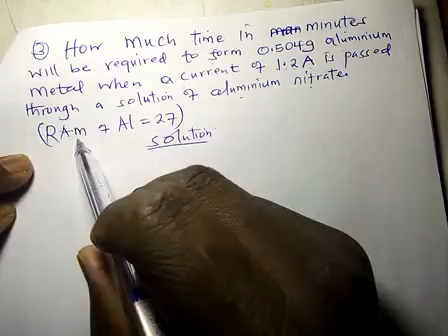 ③ How much time in minutes
will be required to form 0.504g aluminium
metal when a current of 1.2A is passed
through a solution of aluminium nitrate.
(R.A.m of Al = 27)
solution